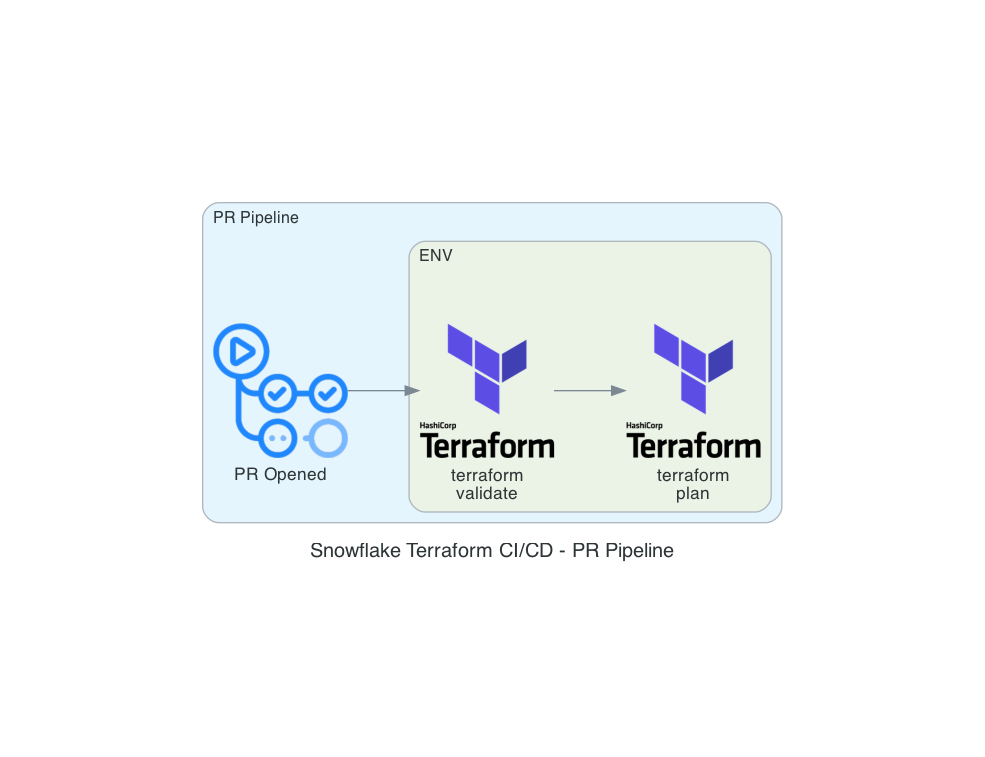 PR Pipeline
ENV
HashiCorp
Terraform
HashiCorp
Terraform
PR Opened
terraform
validate
terraform
plan
Snowflake Terraform CI/CD - PR Pipeline